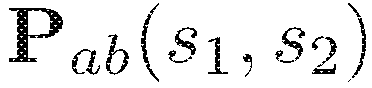 𝐏_{ab}(s_1, s_2)